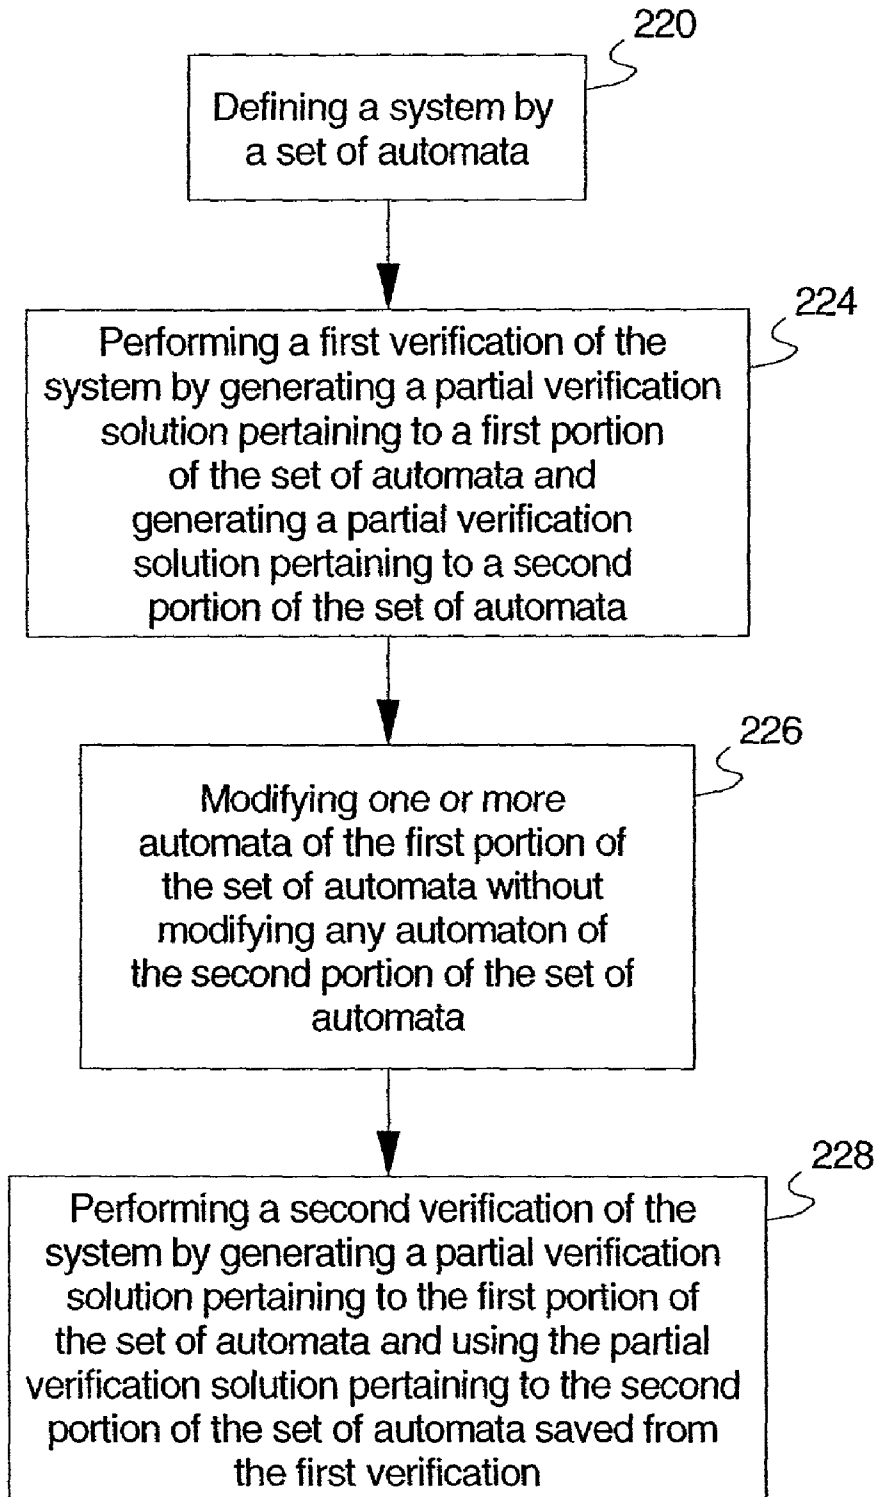 220
Defining a system by
a set of automata
224
Performing a first verification of the
system by generating a partial verification
solution pertaining to a first portion
of the set of automata and
generating a partial verification
solution pertaining to a second
portion of the set of automata
226
Modifying one or more
automata of the first portion of
the set of automata without
modifying any automaton of
the second portion of the set of
automata
228
Performing a second verification of the
system by generating a partial verification
solution pertaining to the first portion of
the set of automata and using the partial
verification solution pertaining to the second
portion of the set of automata saved from
the first verification